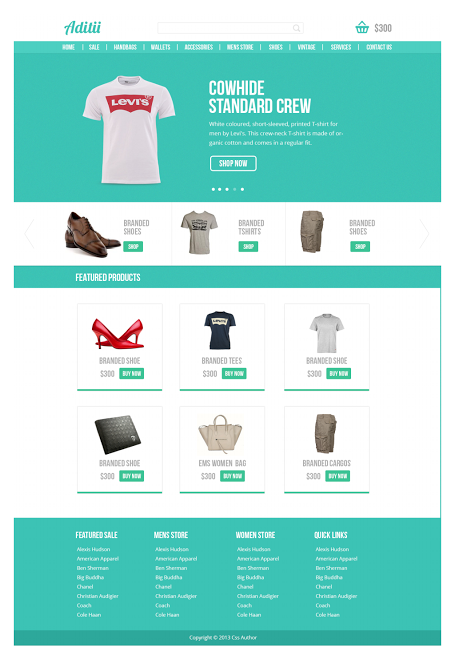 Aditii
$300
HOME | SALE | HANDBAGS | WALLETS | ACCESSORIES | MENS STORE | SHOES | VINTAGE | SERVICES | CONTACT US
LEVI'S
COWHIDE
STANDARD CREW
White coloured, short-sleeved, printed T-shirt for
men by Levi's. This crew-neck T-shirt is made of or-
ganic cotton and comes in a regular fit.
SHOP NOW
BRANDED
SHOES
SHOP
BRANDED
TSHIRTS
SHOP
BRANDED
SHOES
SHOP
FEATURED PRODUCTS
BRANDED SHOE
$300 BUY NOW
LEVI'S
BRANDED TEES
$300 BUY NOW
BRANDED SHOE
$300 BUY NOW
BRANDED SHOE
$300 BUY NOW
EMS WOMEN BAG
$300 BUY NOW
BRANDED CARGOS
$300 BUY NOW
FEATURED SALE
Alexis Hudson
American Apparel
Ben Sherman
Big Buddha
Chanel
Christian Audigier
Coach
Cole Haan
MENS STORE
Alexis Hudson
American Apparel
Ben Sherman
Big Buddha
Chanel
Christian Audigier
Coach
Cole Haan
WOMEN STORE
Alexis Hudson
American Apparel
Ben Sherman
Big Buddha
Chanel
Christian Audigier
Coach
Cole Haan
QUICK LINKS
Alexis Hudson
American Apparel
Ben Sherman
Big Buddha
Chanel
Christian Audigier
Coach
Cole Haan
Copyright © 2013 Css Author